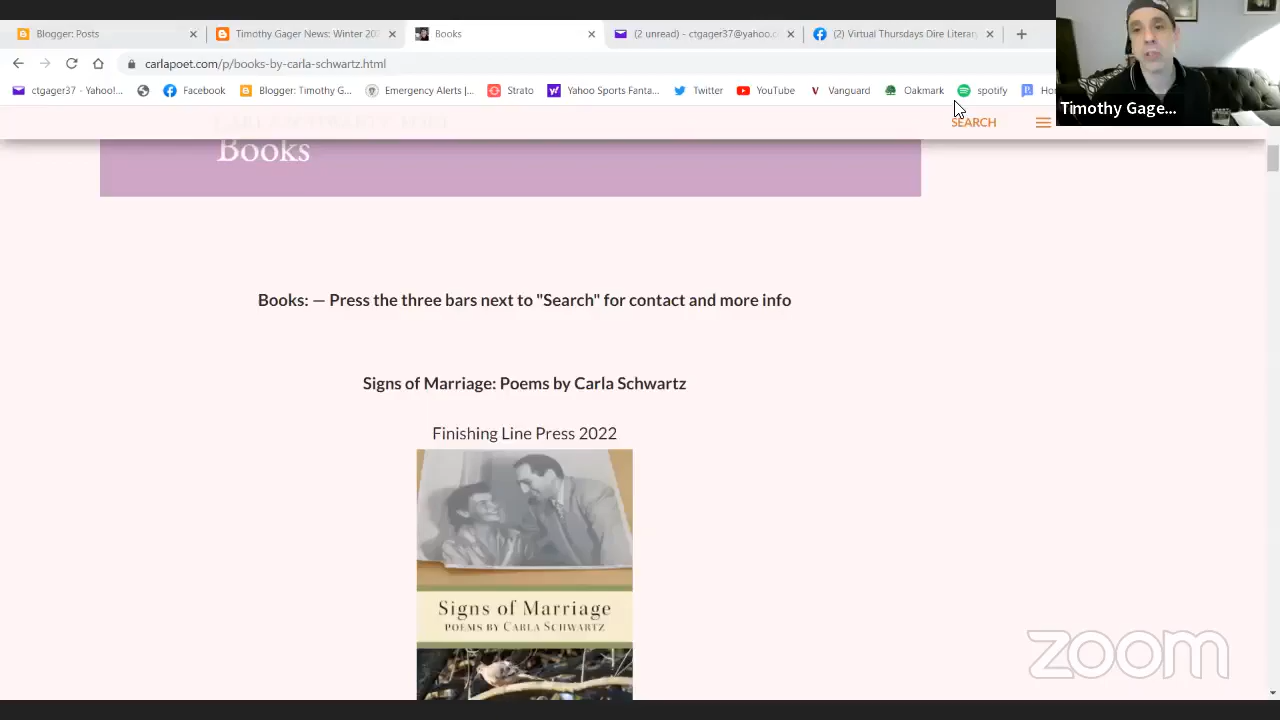 Blogger: Posts
Timothy Gager News: Winter 202
Books
(2 unread) - ctgager37@yahoo.c
(2) Virtual Thursdays Dire Literary
carlapoet.com/p/books-by-carla-schwartz.html
ctgager37 - Yahoo!...
Facebook
Blogger: Timothy G...
Emergency Alerts |...
Strato
Yahoo Sports Fanta...
Twitter
YouTube
Vanguard
Oakmark
spotify
Hor
Timothy Gage...
SEARCH
Books
Books: — Press the three bars next to "Search" for contact and more info
Signs of Marriage: Poems by Carla Schwartz
Finishing Line Press 2022
Signs of Marriage
POEMS BY CARLA SCHWARTZ
zoom